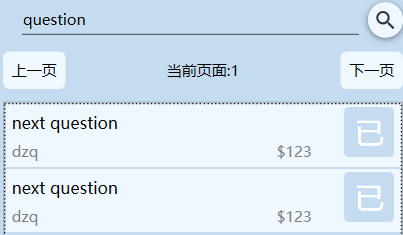 question
上一页 当前页面:1 下一页
next question
dzq $123 已
next question
dzq $123 已